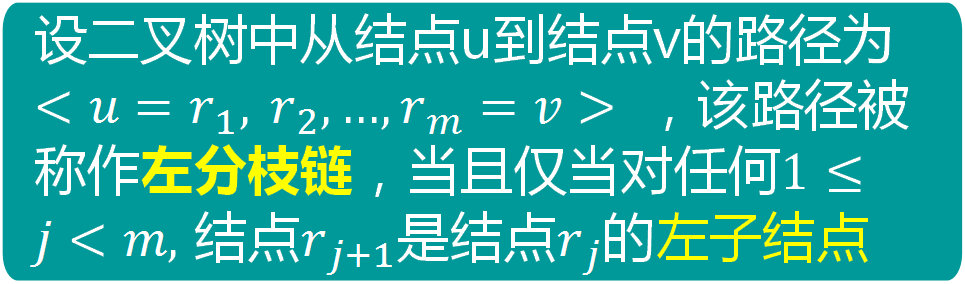 设二叉树中从结点u到结点v的路径为
< u = r₁, r₂, …, rₘ = v > ，该路径被
称作左分枝链，当且仅当对任何1 ≤
j < m, 结点rⱼ₊₁是结点rⱼ的左子结点